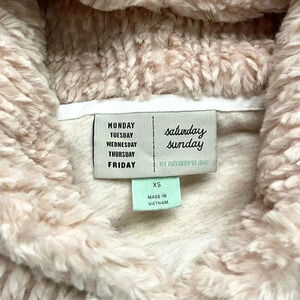 MONDAY
TUESDAY
WEDNESDAY
THURSDAY
FRIDAY
saturday
sunday
BY ANTHROPOLOGIE
XS
MADE IN
VIETNAM